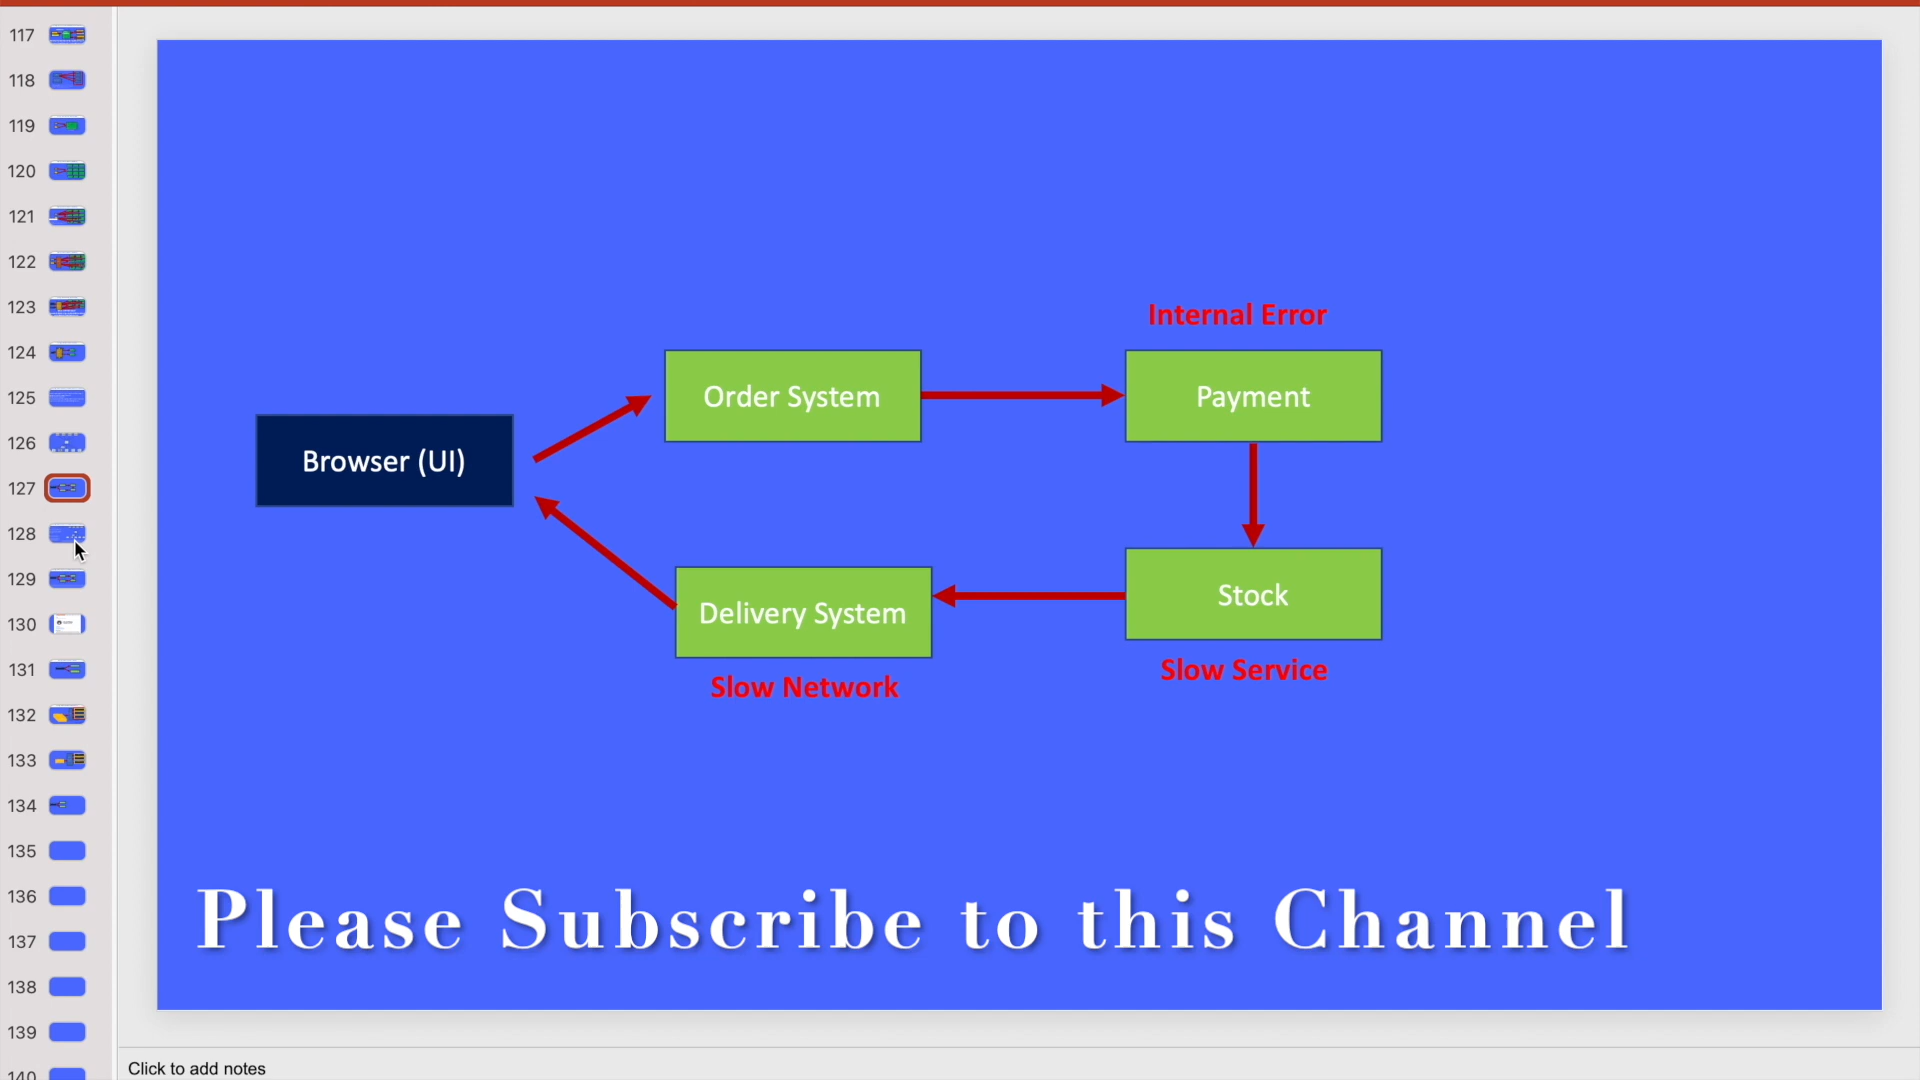 117
118
119
120
121
122
123
124
125
126
127
128
129
130
131
132
133
134
135
136
137
138
139
140
Internal Error
Order System
Payment
Browser (UI)
Stock
Delivery System
Slow Service
Slow Network
Please Subscribe to this Channel
Click to add notes